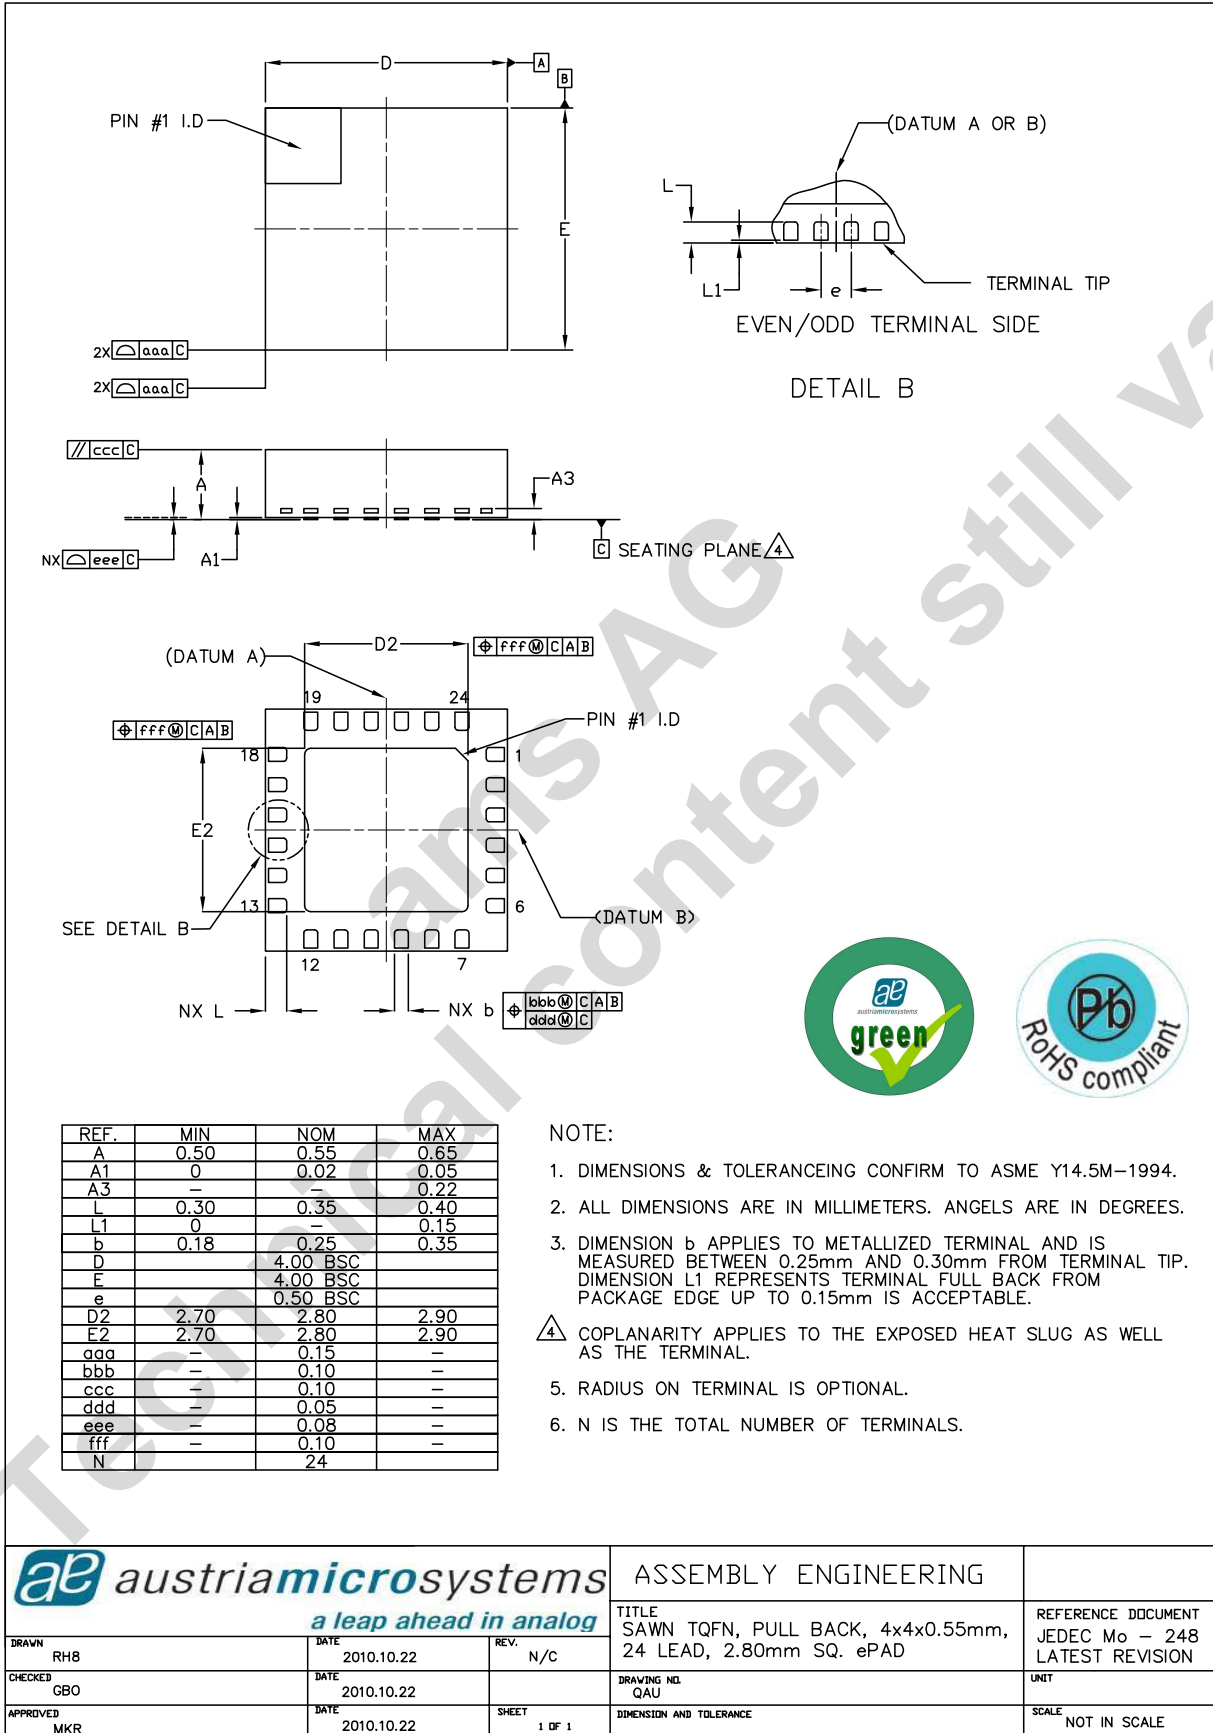 D
A
B
PIN #1 I.D
(DATUM A OR B)
L
E
L1
e
TERMINAL TIP
EVEN/ODD TERMINAL SIDE
DETAIL B
2X aaa C
2X aaa C
// ccc C
A
A3
NX eee C
A1
C SEATING PLANE 4
(DATUM A)
D2
fff Ⓜ C A B
19 24
PIN #1 I.D
fff Ⓜ C A B
18 1
E2
13 6
SEE DETAIL B
(DATUM B)
12 7
NX L
NX b
bbb Ⓜ C A B
ddd Ⓜ C
austriamicrosystems
green
Pb
RoHS compliant
REF. MIN NOM MAX
A 0.50 0.55 0.65
A1 0 0.02 0.05
A3 – – 0.22
L 0.30 0.35 0.40
L1 0 – 0.15
b 0.18 0.25 0.35
D 4.00 BSC
E 4.00 BSC
e 0.50 BSC
D2 2.70 2.80 2.90
E2 2.70 2.80 2.90
aaa – 0.15 –
bbb – 0.10 –
ccc – 0.10 –
ddd – 0.05 –
eee – 0.08 –
fff – 0.10 –
N 24
NOTE:
1. DIMENSIONS & TOLERANCEING CONFIRM TO ASME Y14.5M–1994.
2. ALL DIMENSIONS ARE IN MILLIMETERS. ANGELS ARE IN DEGREES.
3. DIMENSION b APPLIES TO METALLIZED TERMINAL AND IS
MEASURED BETWEEN 0.25mm AND 0.30mm FROM TERMINAL TIP.
DIMENSION L1 REPRESENTS TERMINAL FULL BACK FROM
PACKAGE EDGE UP TO 0.15mm IS ACCEPTABLE.
4 COPLANARITY APPLIES TO THE EXPOSED HEAT SLUG AS WELL
AS THE TERMINAL.
5. RADIUS ON TERMINAL IS OPTIONAL.
6. N IS THE TOTAL NUMBER OF TERMINALS.
ams AG
Technical content still va
austriamicrosystems
a leap ahead in analog
ASSEMBLY ENGINEERING
TITLE
SAWN TQFN, PULL BACK, 4x4x0.55mm,
24 LEAD, 2.80mm SQ. ePAD
REFERENCE DOCUMENT
JEDEC Mo – 248
LATEST REVISION
DRAWN
RH8
DATE
2010.10.22
REV.
N/C
CHECKED
GBO
DATE
2010.10.22
DRAWING NO.
QAU
UNIT
APPROVED
MKR
DATE
2010.10.22
SHEET
1 OF 1
DIMENSION AND TOLERANCE
SCALE
NOT IN SCALE